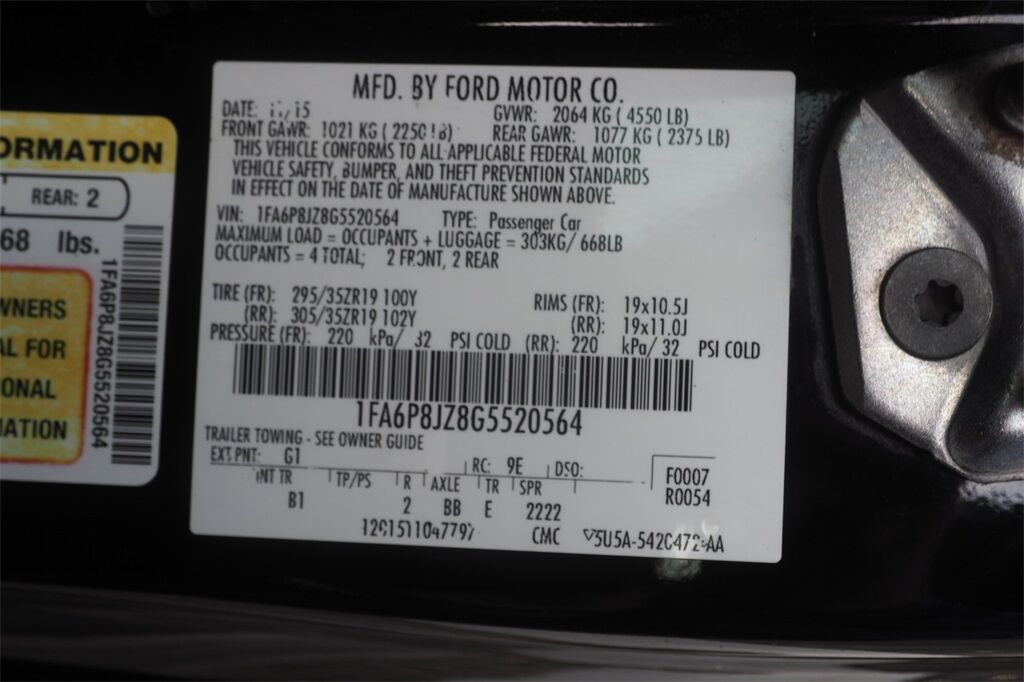 ORMATION
REAR: 2
68 lbs.
WNERS
AL FOR
ONAL
ATION
1FA6P8JZ8G5520564
MFD. BY FORD MOTOR CO.
DATE: 11/15 GVWR: 2064 KG ( 4550 LB)
FRONT GAWR: 1021 KG ( 2250 LB) REAR GAWR: 1077 KG ( 2375 LB)
THIS VEHICLE CONFORMS TO ALL APPLICABLE FEDERAL MOTOR
VEHICLE SAFETY, BUMPER, AND THEFT PREVENTION STANDARDS
IN EFFECT ON THE DATE OF MANUFACTURE SHOWN ABOVE.
VIN: 1FA6P8JZ8G5520564 TYPE: Passenger Car
MAXIMUM LOAD = OCCUPANTS + LUGGAGE = 303KG/ 668LB
OCCUPANTS = 4 TOTAL; 2 FRONT, 2 REAR
TIRE (FR): 295/35ZR19 100Y RIMS (FR): 19x10.5J
(RR): 305/35ZR19 102Y (RR): 19x11.0J
PRESSURE (FR): 220 kPa/ 32 PSI COLD (RR): 220 kPa/ 32 PSI COLD
1FA6P8JZ8G5520564
TRAILER TOWING - SEE OWNER GUIDE
EXT PNT: G1 RC: 9E DSO: F0007
INT TR TP/PS R AXLE TR SPR R0054
B1 2 BB E 2222
CMC